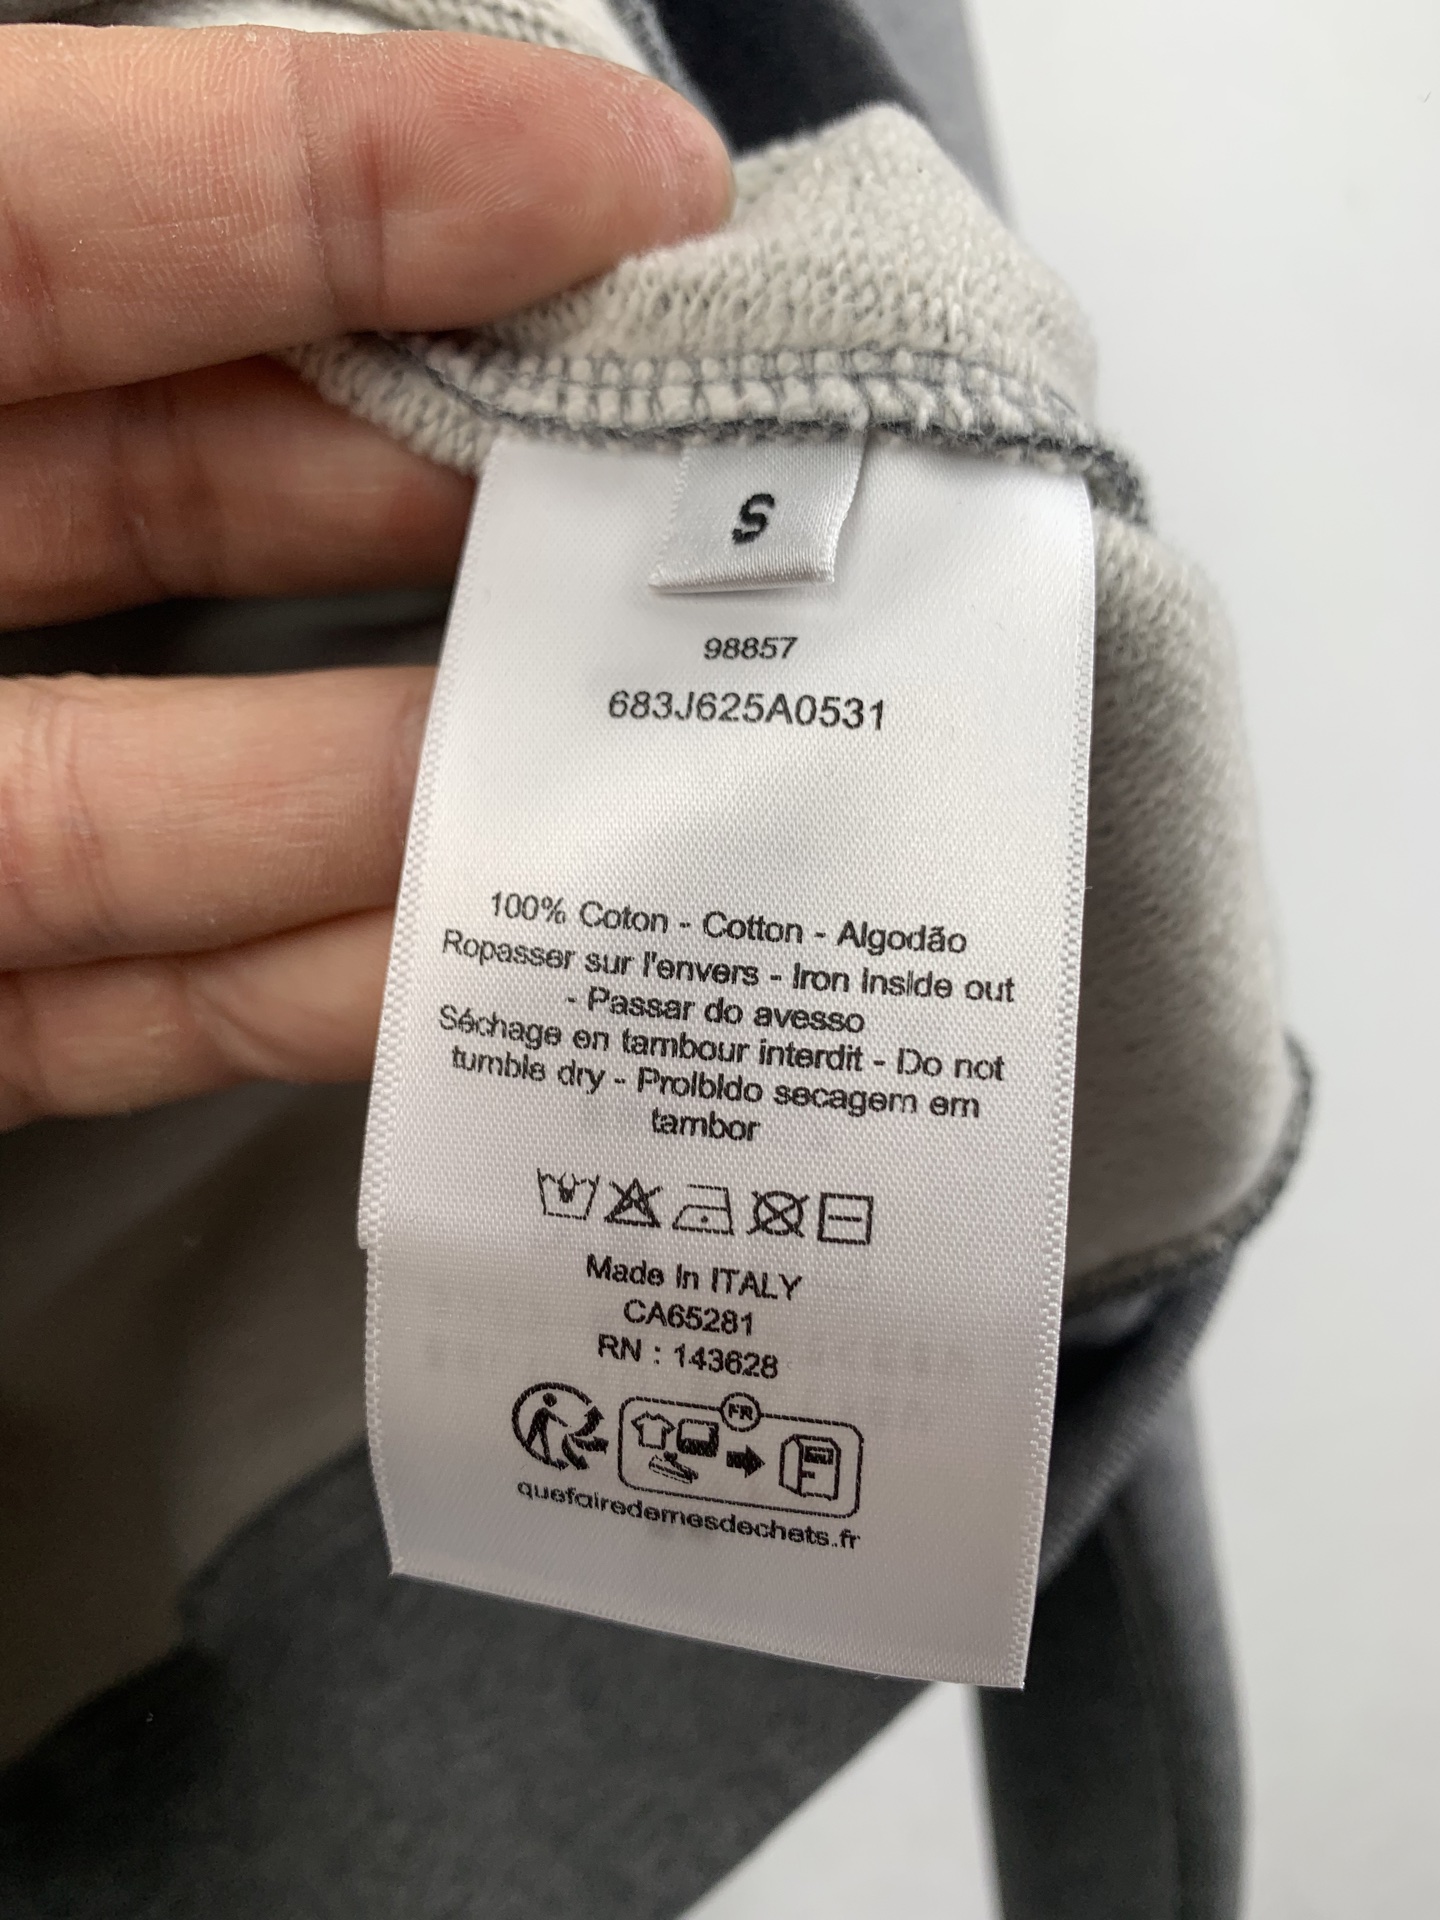 S
98857
683J625A0531
100% Coton - Cotton - Algodão
Ropasser sur l'envers - Iron inside out
- Passar do avesso
Séchage en tambour interdit - Do not
tumble dry - Proibido secagem em
tambor
Made in ITALY
CA65281
RN : 143628
FR
quefairedemesdechets.fr